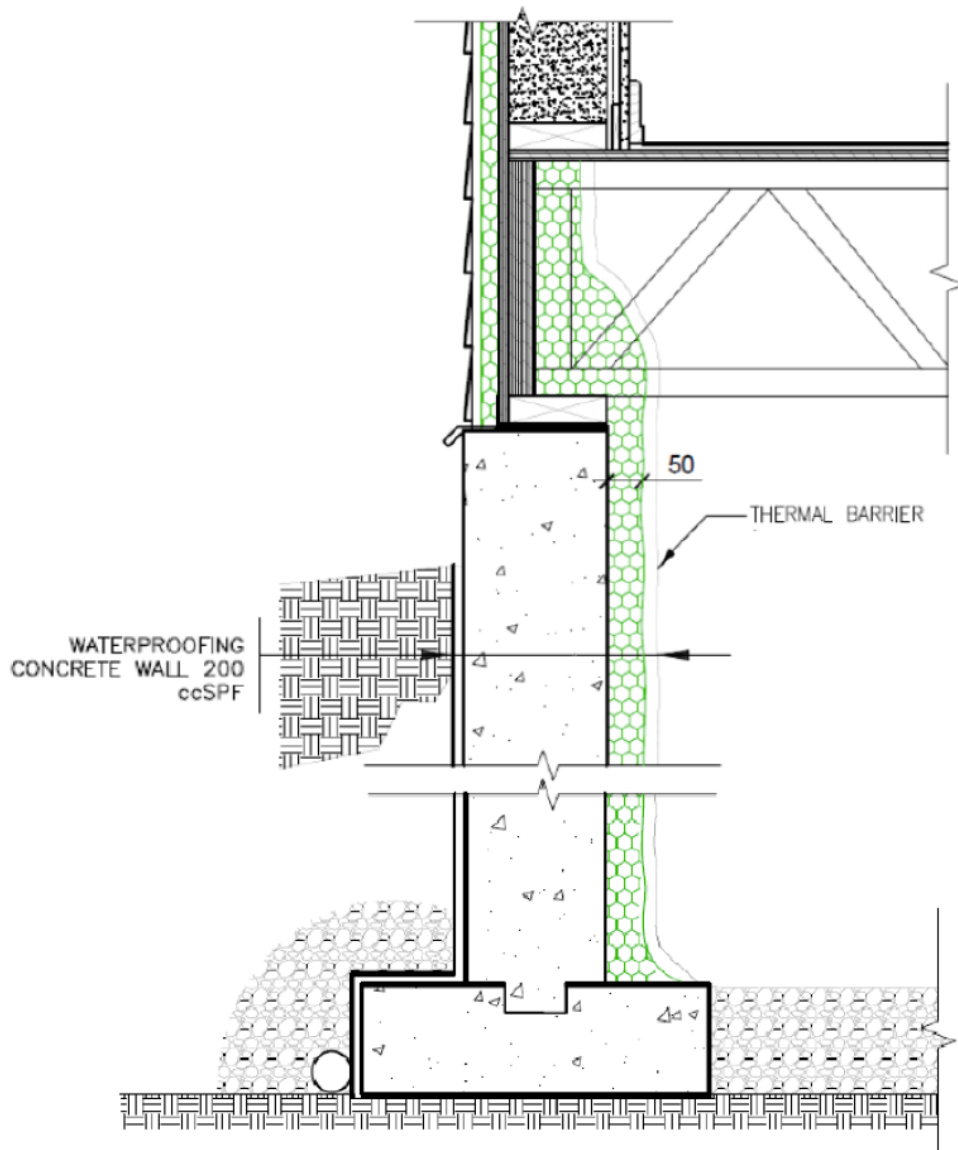 50
THERMAL BARRIER
WATERPROOFING
CONCRETE WALL 200
ccSPF